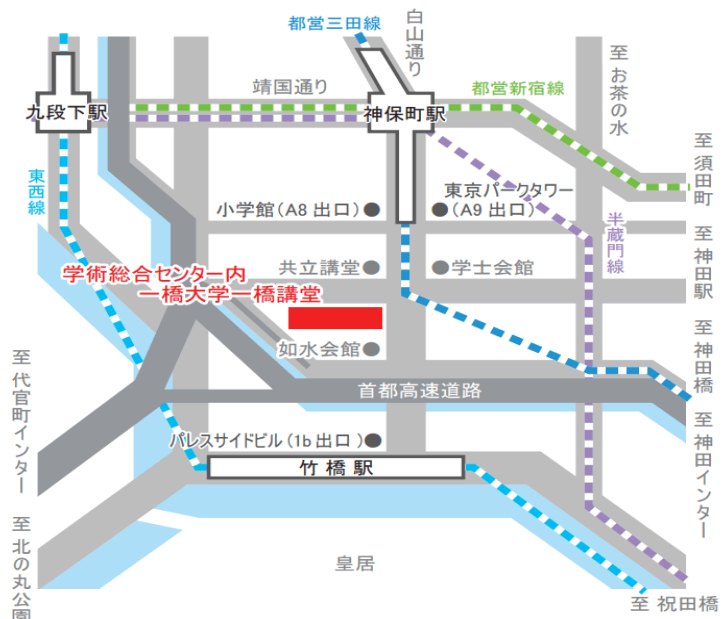 都営三田線
白山通り
至 お茶の水
靖国通り
都営新宿線
九段下駅
神保町駅
至 須田町
東西線
東京パークタワー
小学館(A8 出口)
(A9 出口)
半蔵門線
至 神田駅
学術総合センター内
一橋大学一橋講堂
共立講堂
学士会館
至 神田橋
如水会館
至 代官町インター
首都高速道路
至 神田インター
パレスサイドビル(1b 出口)
竹橋駅
至 北の丸公園
皇居
至 祝田橋